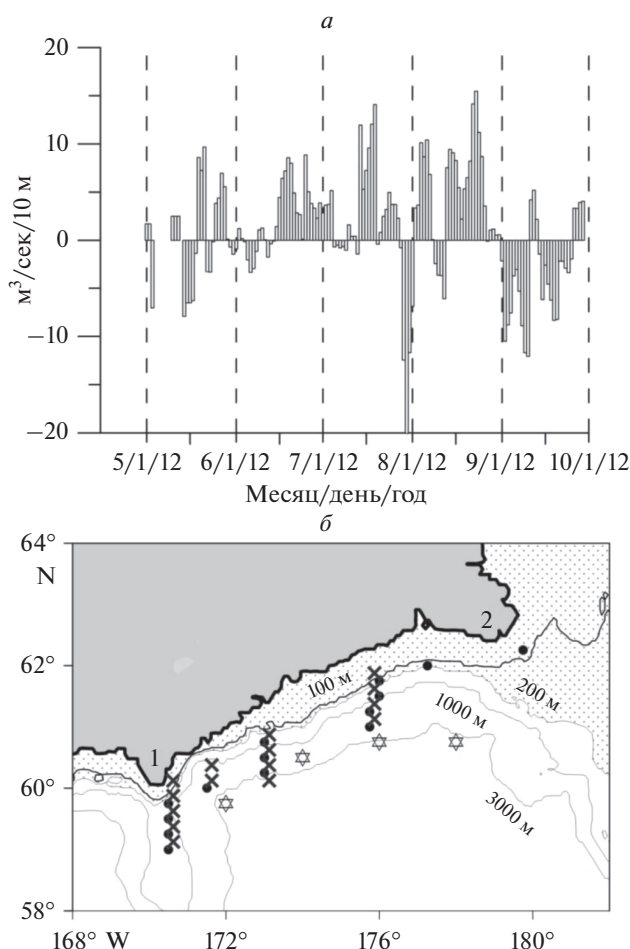 а
20
10
0
−10
−20
м³/сек/10 м
5/1/12 6/1/12 7/1/12 8/1/12 9/1/12 10/1/12
Месяц/день/год
б
64°
N
62°
60°
58°
2
100 м
200 м
1000 м
1
3000 м
168° W 172° 176° 180°